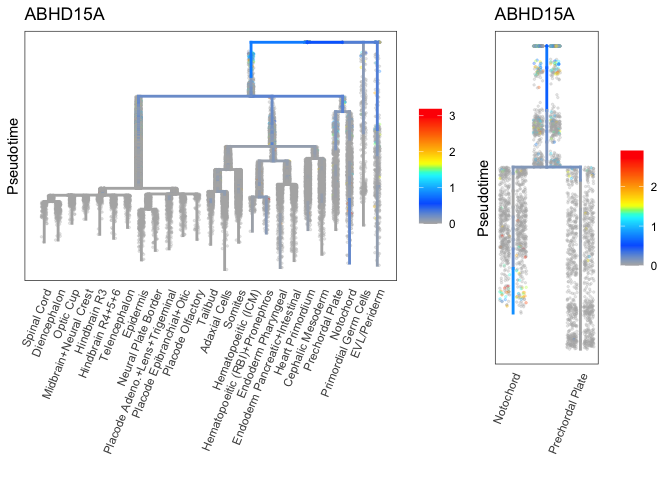 ABHD15A
ABHD15A
Pseudotime
3
2
1
0
Pseudotime
2
1
0
Spinal Cord
Diencephalon
Optic Cup
Midbrain+Neural Crest
Hindbrain R3
Hindbrain R4+5+6
Telencephalon
Epidermis
Neural Plate Border
Placode Adeno.+Lens+Trigeminal
Placode Epibranchial+Otic
Placode Olfactory
Tailbud
Adaxial Cells
Somites
Hematopoeitic (ICM)
Hematopoeitic (RBI)+Pronephros
Endoderm Pharyngeal
Endoderm Pancreatic+Intestinal
Heart Primordium
Cephalic Mesoderm
Prechordal Plate
Notochord
Primordial Germ Cells
EVL/Periderm
Notochord
Prechordal Plate